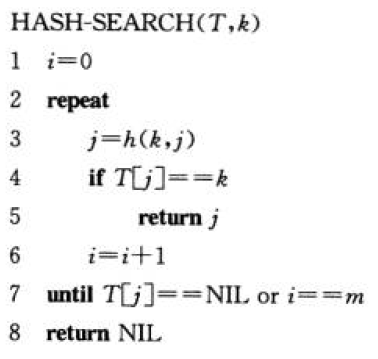 HASH-SEARCH(T,k)
1 i=0
2 repeat
3 j=h(k,j)
4 if T[j]==k
5 return j
6 i=i+1
7 until T[j]==NIL or i==m
8 return NIL